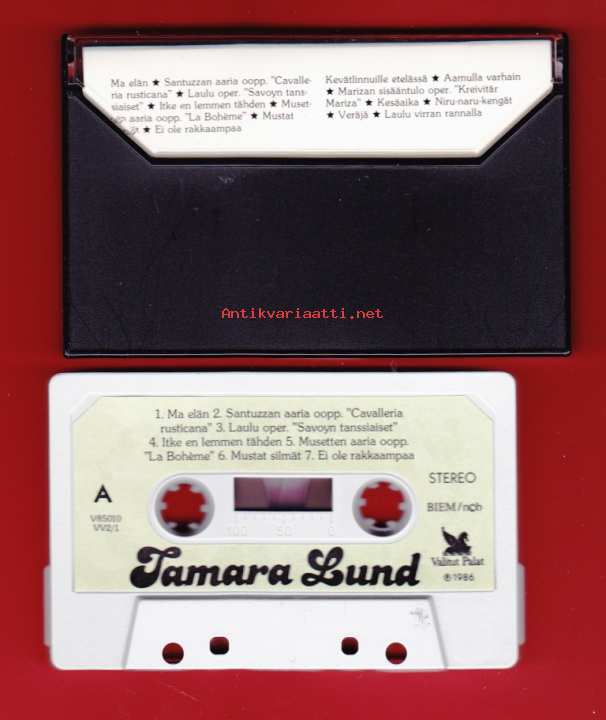 Ma elän ★ Santuzzan aaria oopp. "Cavalle-
ria rusticana" ★ Laulu oper. "Savoyn tans-
siaiset" ★ Itke en lemmen tähden ★ Muset-
aaria oopp. "La Bohème" ★ Mustat
★ Ei ole rakkaampaa
Kevätlinnuille etelässä ★ Aamulla varhain
★ Marizan sisääntulo oper. "Kreivitär
Mariza" ★ Kesäaika ★ Niru-naru-kengät
★ Veräjä ★ Laulu virran rannalla
Antikvariaatti.net
1. Ma elän 2. Santuzzan aaria oopp. "Cavalleria
rusticana" 3. Laulu oper. "Savoyn tanssiaiset"
4. Itke en lemmen tähden 5. Musetten aaria oopp.
"La Bohème" 6. Mustat silmät 7. Ei ole rakkaampaa
A
V85010
VV2/1
100 50 0
STEREO
BIEM/ncb
Valitut Palat
℗ 1986
Tamara Lund